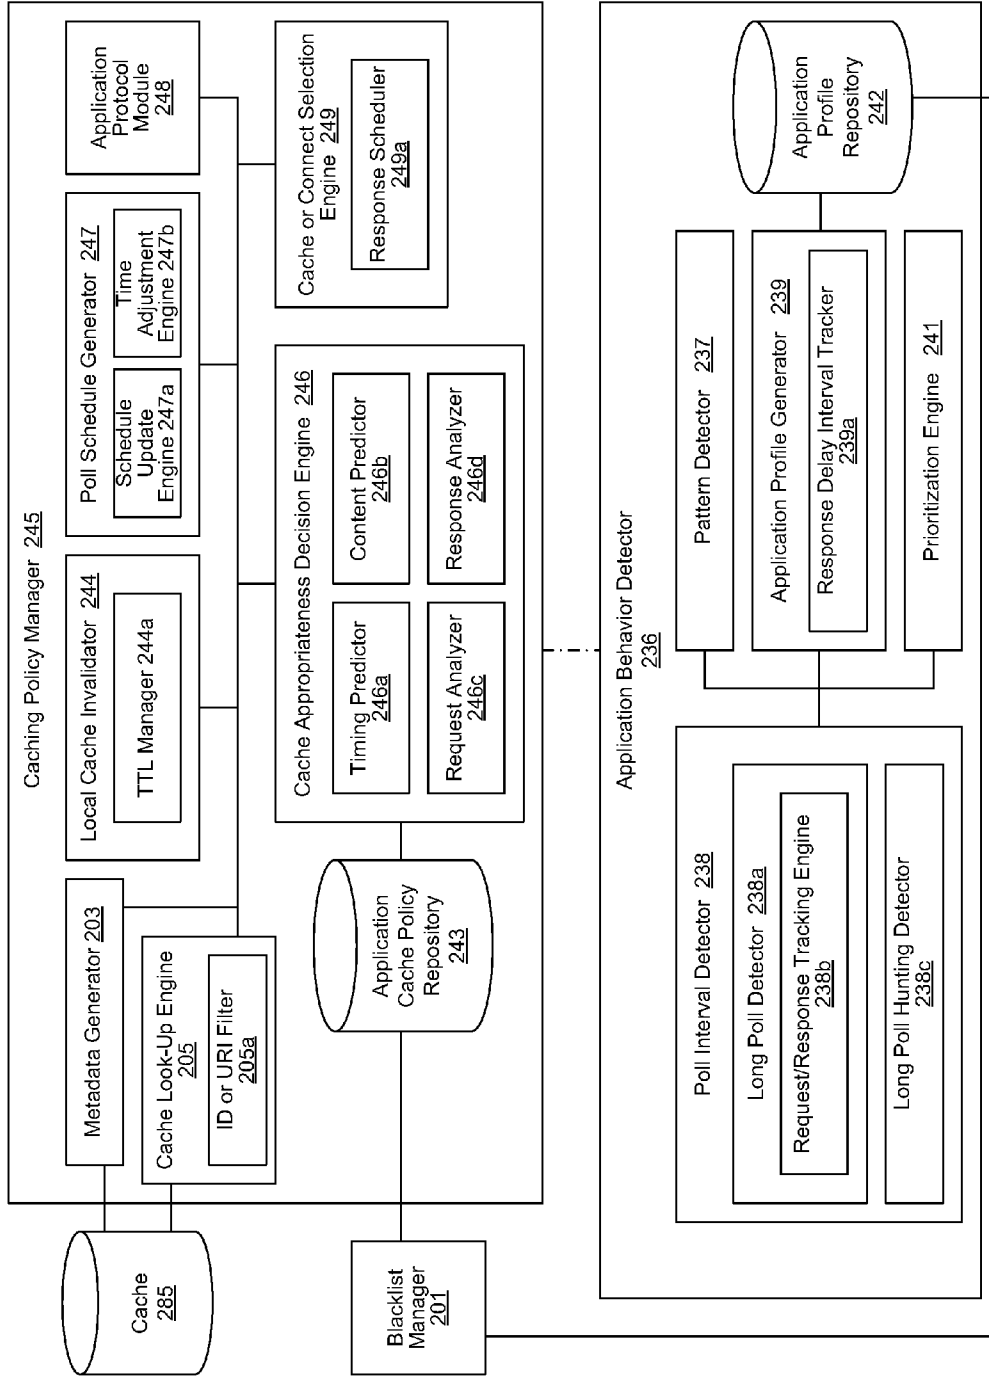 Caching Policy Manager 245
Cache
285
Metadata Generator 203
Cache Look-Up Engine
205
ID or URI Filter
205a
Local Cache Invalidator 244
TTL Manager 244a
Poll Schedule Generator 247
Schedule
Update
Engine 247a
Time
Adjustment
Engine 247b
Application
Protocol
Module
248
Blacklist
Manager
201
Application
Cache Policy
Repository
243
Cache Appropriateness Decision Engine 246
Timing Predictor
246a
Content Predictor
246b
Request Analyzer
246c
Response Analyzer
246d
Cache or Connect Selection
Engine 249
Response Scheduler
249a
Application Behavior Detector
236
Poll Interval Detector 238
Long Poll Detector 238a
Request/Response Tracking Engine
238b
Long Poll Hunting Detector
238c
Pattern Detector 237
Application Profile Generator 239
Response Delay Interval Tracker
239a
Prioritization Engine 241
Application
Profile
Repository
242